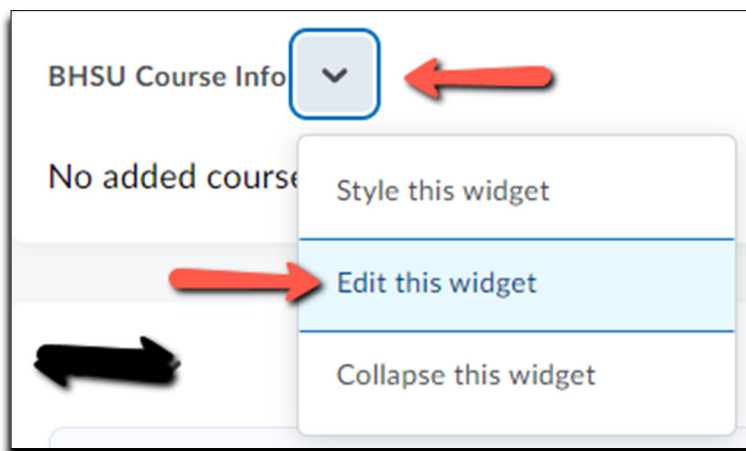 BHSU Course Info
No added course
Style this widget
Edit this widget
Collapse this widget